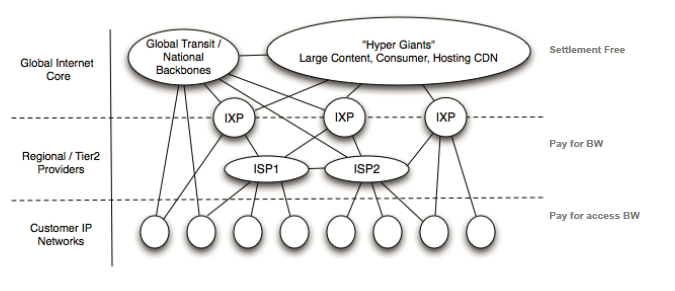 Global Internet
Core
Global Transit /
National
Backbones
"Hyper Giants"
Large Content, Consumer, Hosting CDN
Settlement Free
IXP
IXP
IXP
Pay for BW
Regional / Tier2
Providers
ISP1
ISP2
Pay for access BW
Customer IP
Networks